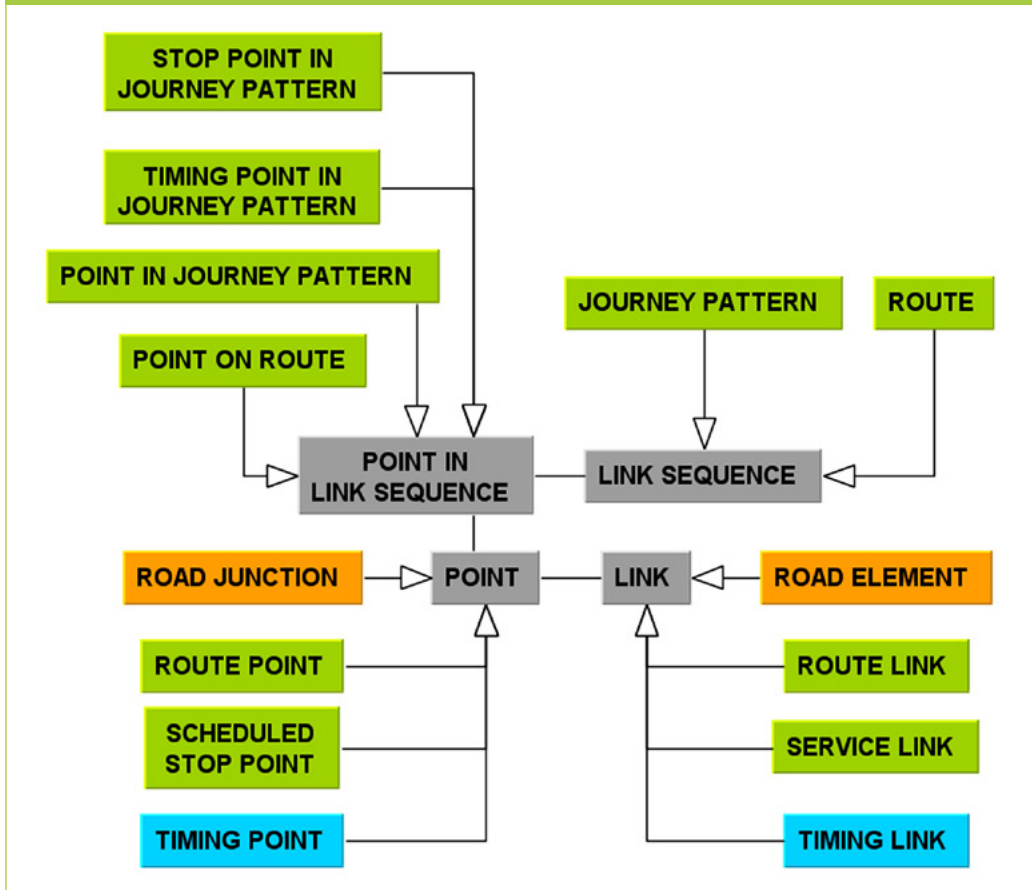 STOP POINT IN
JOURNEY PATTERN
TIMING POINT IN
JOURNEY PATTERN
POINT IN JOURNEY PATTERN
JOURNEY PATTERN
ROUTE
POINT ON ROUTE
POINT IN
LINK SEQUENCE
LINK SEQUENCE
ROAD JUNCTION
POINT
LINK
ROAD ELEMENT
ROUTE POINT
ROUTE LINK
SCHEDULED
STOP POINT
SERVICE LINK
TIMING POINT
TIMING LINK